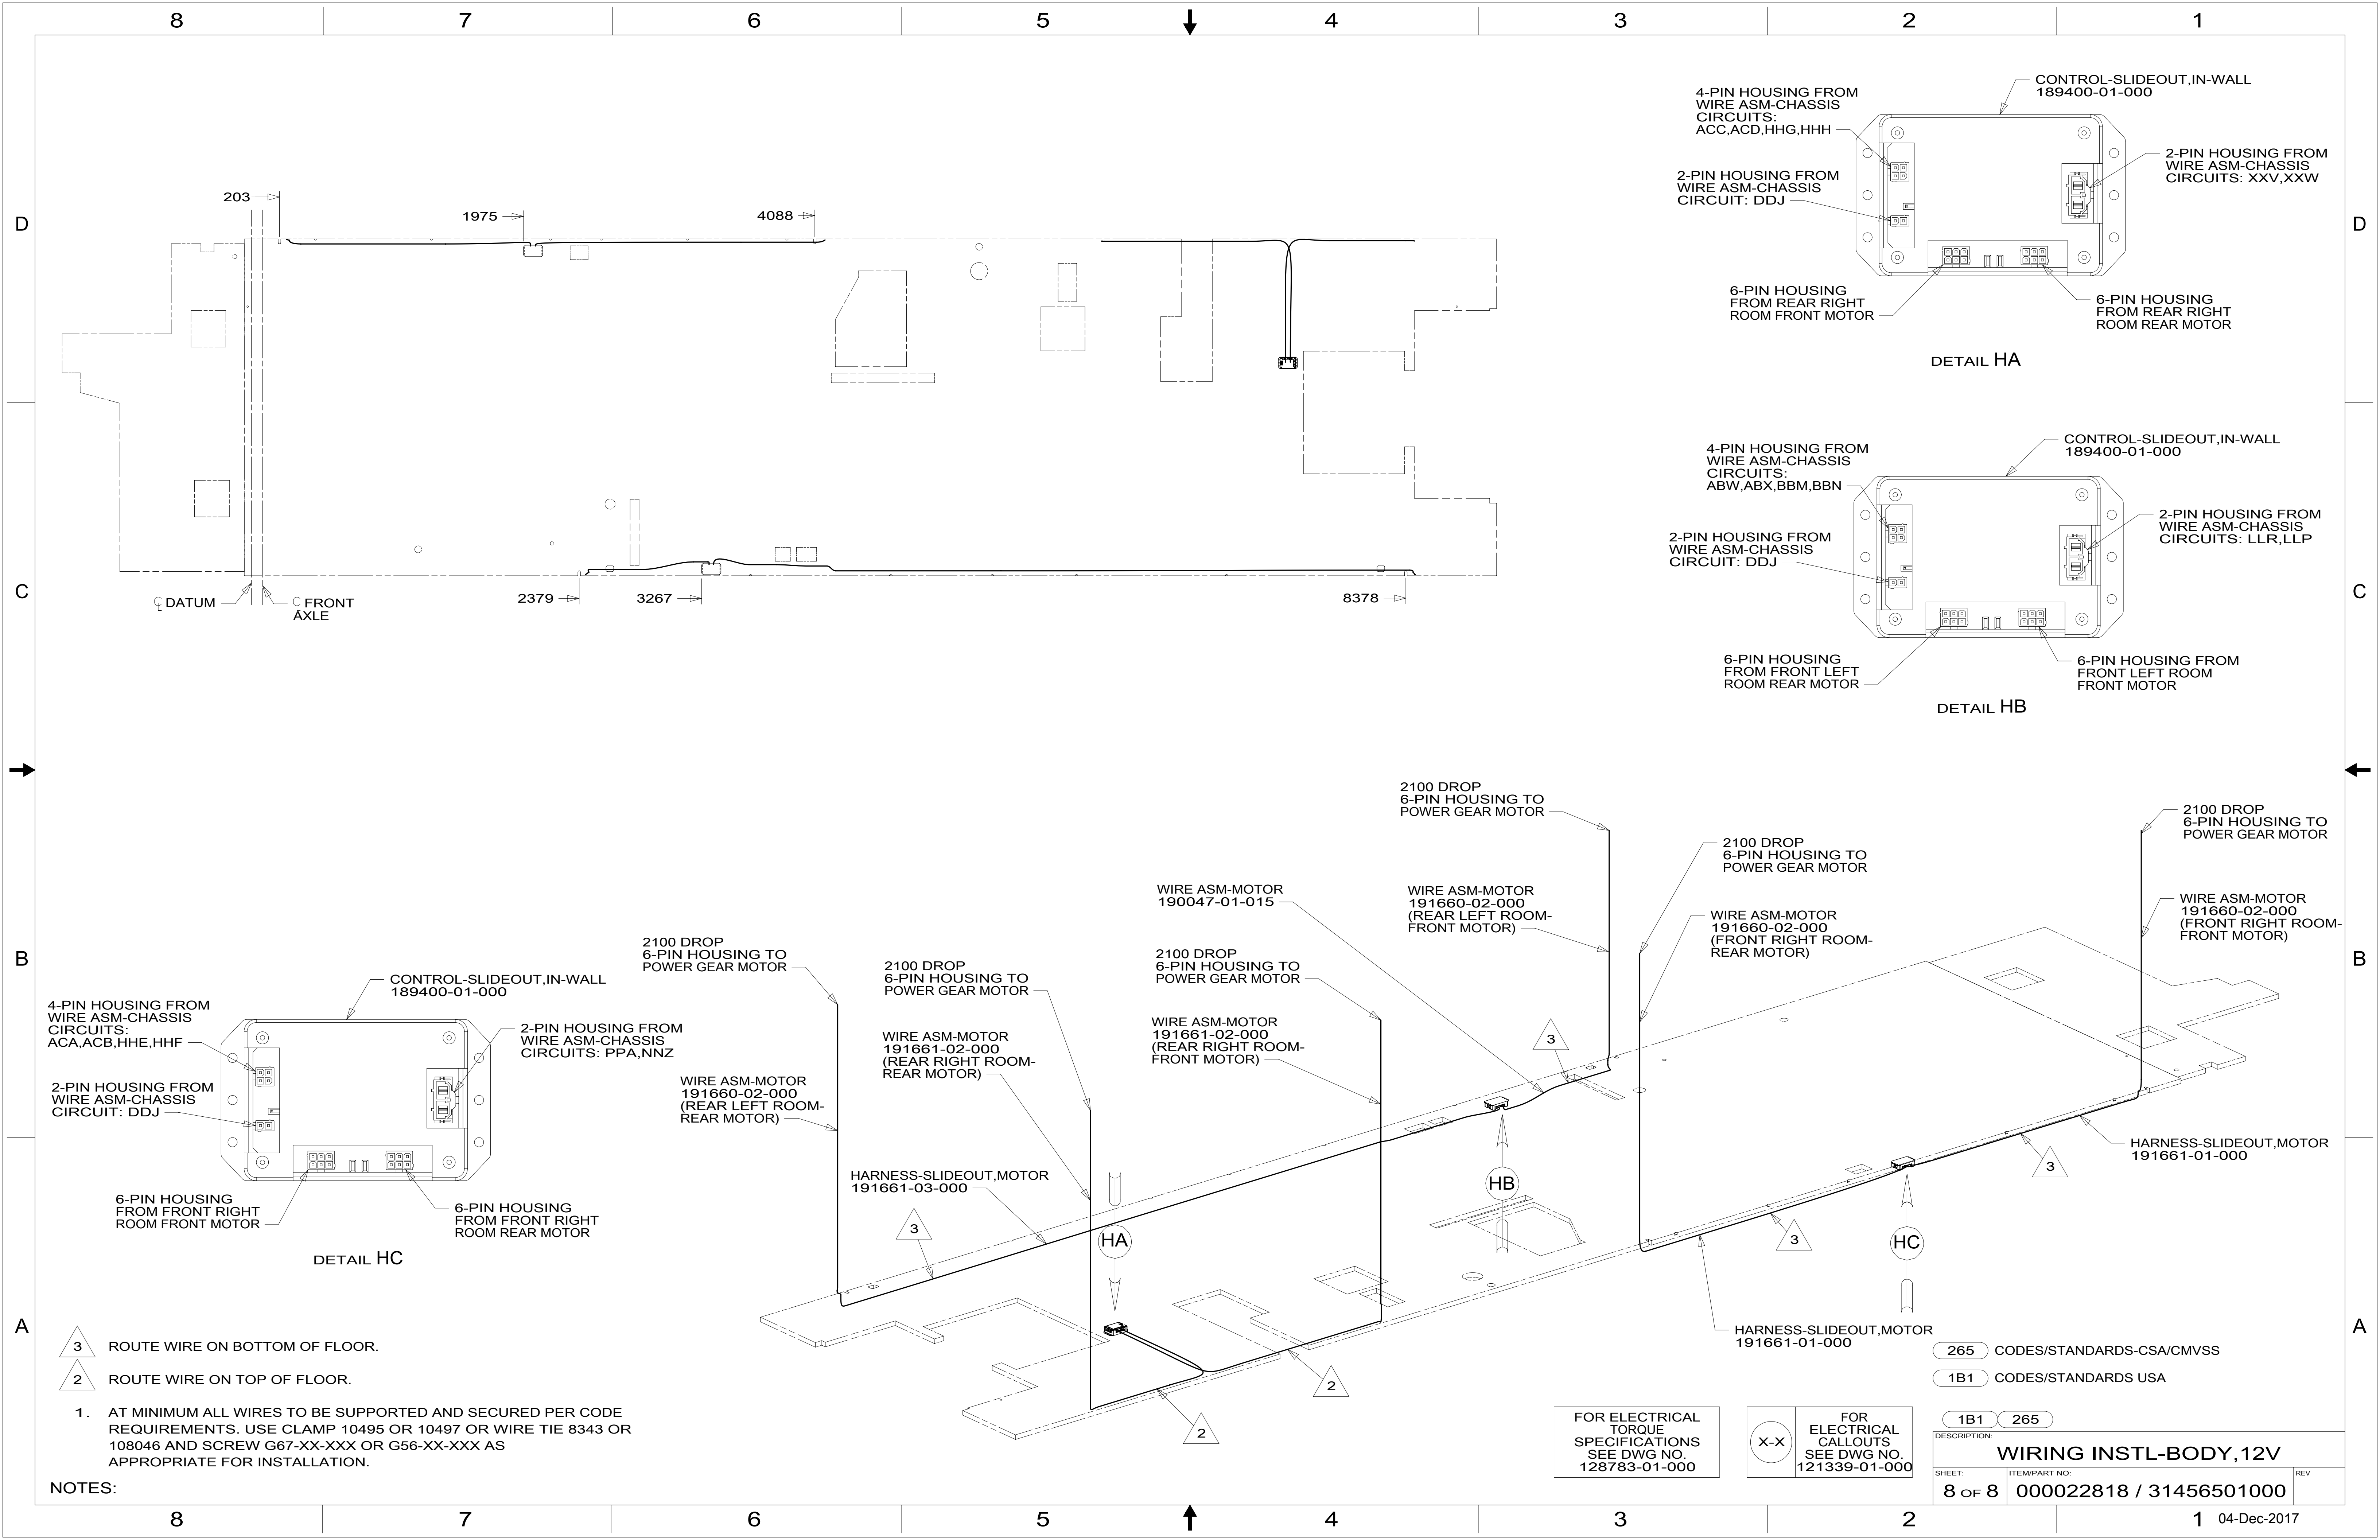 8 7 6 5 4 3 2 1
D
C
B
A
D
C
B
A
203
1975
4088
2379
3267
8378
℄ DATUM
℄ FRONT
AXLE
4-PIN HOUSING FROM
WIRE ASM-CHASSIS
CIRCUITS:
ACC,ACD,HHG,HHH
2-PIN HOUSING FROM
WIRE ASM-CHASSIS
CIRCUIT: DDJ
CONTROL-SLIDEOUT,IN-WALL
189400-01-000
2-PIN HOUSING FROM
WIRE ASM-CHASSIS
CIRCUITS: XXV,XXW
6-PIN HOUSING
FROM REAR RIGHT
ROOM FRONT MOTOR
6-PIN HOUSING
FROM REAR RIGHT
ROOM REAR MOTOR
DETAIL HA
4-PIN HOUSING FROM
WIRE ASM-CHASSIS
CIRCUITS:
ABW,ABX,BBM,BBN
2-PIN HOUSING FROM
WIRE ASM-CHASSIS
CIRCUIT: DDJ
CONTROL-SLIDEOUT,IN-WALL
189400-01-000
2-PIN HOUSING FROM
WIRE ASM-CHASSIS
CIRCUITS: LLR,LLP
6-PIN HOUSING
FROM FRONT LEFT
ROOM REAR MOTOR
6-PIN HOUSING FROM
FRONT LEFT ROOM
FRONT MOTOR
DETAIL HB
4-PIN HOUSING FROM
WIRE ASM-CHASSIS
CIRCUITS:
ACA,ACB,HHE,HHF
2-PIN HOUSING FROM
WIRE ASM-CHASSIS
CIRCUIT: DDJ
CONTROL-SLIDEOUT,IN-WALL
189400-01-000
2-PIN HOUSING FROM
WIRE ASM-CHASSIS
CIRCUITS: PPA,NNZ
6-PIN HOUSING
FROM FRONT RIGHT
ROOM FRONT MOTOR
6-PIN HOUSING
FROM FRONT RIGHT
ROOM REAR MOTOR
DETAIL HC
2100 DROP
6-PIN HOUSING TO
POWER GEAR MOTOR
WIRE ASM-MOTOR
191660-02-000
(REAR LEFT ROOM-
REAR MOTOR)
2100 DROP
6-PIN HOUSING TO
POWER GEAR MOTOR
WIRE ASM-MOTOR
191661-02-000
(REAR RIGHT ROOM-
REAR MOTOR)
HARNESS-SLIDEOUT,MOTOR
191661-03-000
WIRE ASM-MOTOR
190047-01-015
2100 DROP
6-PIN HOUSING TO
POWER GEAR MOTOR
WIRE ASM-MOTOR
191661-02-000
(REAR RIGHT ROOM-
FRONT MOTOR)
2100 DROP
6-PIN HOUSING TO
POWER GEAR MOTOR
WIRE ASM-MOTOR
191660-02-000
(REAR LEFT ROOM-
FRONT MOTOR)
2100 DROP
6-PIN HOUSING TO
POWER GEAR MOTOR
WIRE ASM-MOTOR
191660-02-000
(FRONT RIGHT ROOM-
REAR MOTOR)
2100 DROP
6-PIN HOUSING TO
POWER GEAR MOTOR
WIRE ASM-MOTOR
191660-02-000
(FRONT RIGHT ROOM-
FRONT MOTOR)
HARNESS-SLIDEOUT,MOTOR
191661-01-000
HARNESS-SLIDEOUT,MOTOR
191661-01-000
3
3
3
3
2
2
HA
HB
HC
3 ROUTE WIRE ON BOTTOM OF FLOOR.
2 ROUTE WIRE ON TOP OF FLOOR.
1. AT MINIMUM ALL WIRES TO BE SUPPORTED AND SECURED PER CODE
REQUIREMENTS. USE CLAMP 10495 OR 10497 OR WIRE TIE 8343 OR
108046 AND SCREW G67-XX-XXX OR G56-XX-XXX AS
APPROPRIATE FOR INSTALLATION.
NOTES:
FOR ELECTRICAL
TORQUE
SPECIFICATIONS
SEE DWG NO.
128783-01-000
X-X
FOR
ELECTRICAL
CALLOUTS
SEE DWG NO.
121339-01-000
265 CODES/STANDARDS-CSA/CMVSS
1B1 CODES/STANDARDS USA
1B1 265
DESCRIPTION:
WIRING INSTL-BODY,12V
SHEET: ITEM/PART NO: REV
8 OF 8 000022818 / 31456501000
8 7 6 5 4 3 2 1
04-Dec-2017